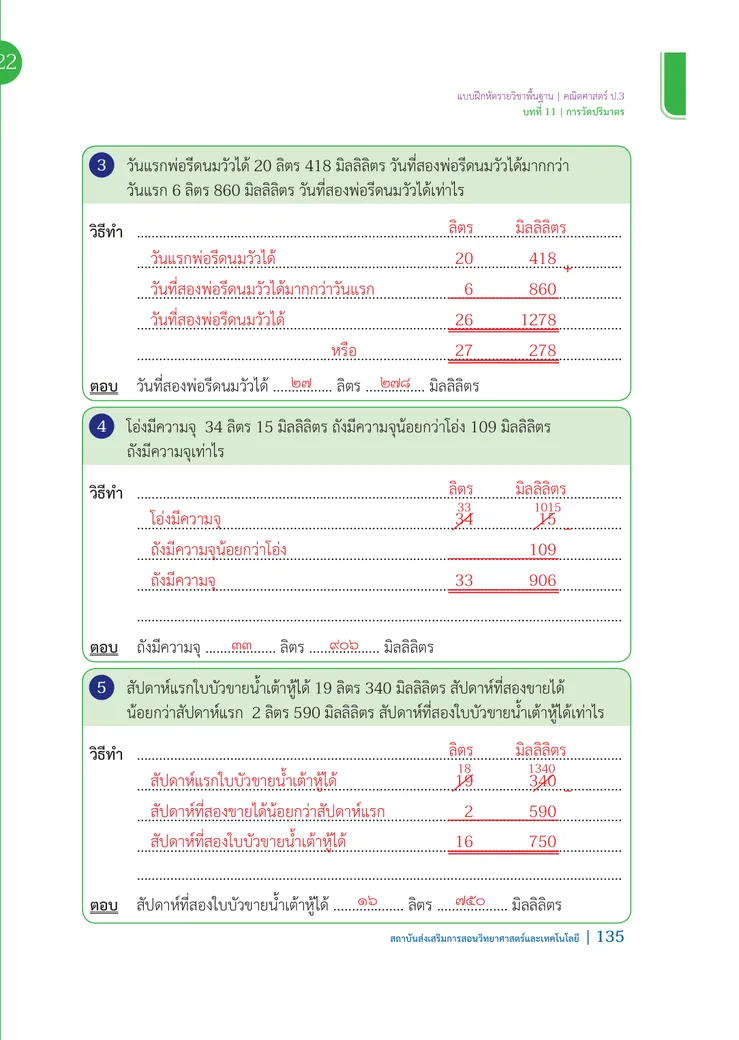 22
แบบฝึกหัดรายวิชาพื้นฐาน | คณิตศาสตร์ ป.3
บทที่ 11 | การวัดปริมาตร
3 วันแรกพ่อรีดนมวัวได้ 20 ลิตร 418 มิลลิลิตร วันที่สองพ่อรีดนมวัวได้มากกว่า
วันแรก 6 ลิตร 860 มิลลิลิตร วันที่สองพ่อรีดนมวัวได้เท่าไร
วิธีทำ ลิตร มิลลิลิตร
วันแรกพ่อรีดนมวัวได้ 20 418 +
วันที่สองพ่อรีดนมวัวได้มากกว่าวันแรก 6 860
วันที่สองพ่อรีดนมวัวได้ 26 1278
หรือ 27 278
ตอบ วันที่สองพ่อรีดนมวัวได้ ....๒๗.... ลิตร ....๒๗๘.... มิลลิลิตร
4 โอ่งมีความจุ 34 ลิตร 15 มิลลิลิตร ถังมีความจุน้อยกว่าโอ่ง 109 มิลลิลิตร
ถังมีความจุเท่าไร
วิธีทำ ลิตร มิลลิลิตร
33 1015
โอ่งมีความจุ 34 15 -
ถังมีความจุน้อยกว่าโอ่ง 109
ถังมีความจุ 33 906
ตอบ ถังมีความจุ ....๓๓.... ลิตร ....๙๐๖.... มิลลิลิตร
5 สัปดาห์แรกใบบัวขายน้ำเต้าหู้ได้ 19 ลิตร 340 มิลลิลิตร สัปดาห์ที่สองขายได้
น้อยกว่าสัปดาห์แรก 2 ลิตร 590 มิลลิลิตร สัปดาห์ที่สองใบบัวขายน้ำเต้าหู้ได้เท่าไร
วิธีทำ ลิตร มิลลิลิตร
18 1340
สัปดาห์แรกใบบัวขายน้ำเต้าหู้ได้ 19 340 -
สัปดาห์ที่สองขายได้น้อยกว่าสัปดาห์แรก 2 590
สัปดาห์ที่สองใบบัวขายน้ำเต้าหู้ได้ 16 750
ตอบ สัปดาห์ที่สองใบบัวขายน้ำเต้าหู้ได้ ....๑๖.... ลิตร ....๗๕๐.... มิลลิลิตร
สถาบันส่งเสริมการสอนวิทยาศาสตร์และเทคโนโลยี | 135